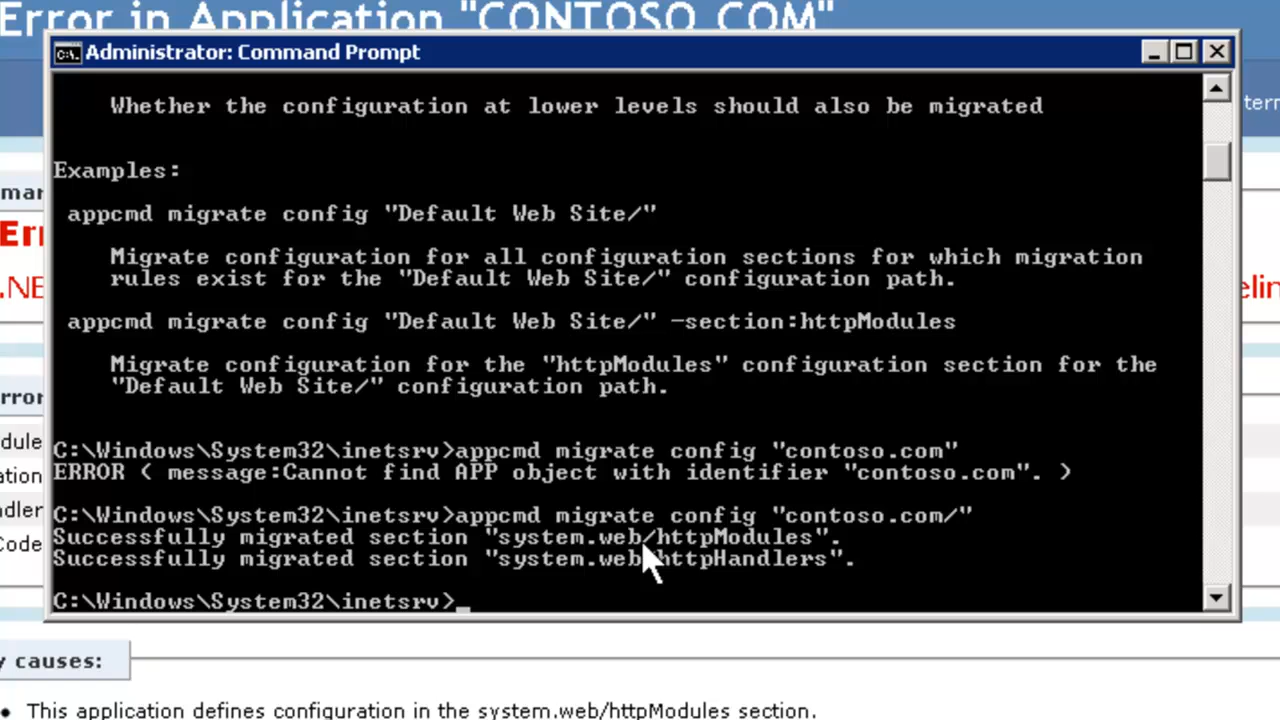 Error in Application "CONTOSO.COM"
Administrator: Command Prompt
Whether the configuration at lower levels should also be migrated
Examples:
appcmd migrate config "Default Web Site/"
Migrate configuration for all configuration sections for which migration
rules exist for the "Default Web Site/" configuration path.
appcmd migrate config "Default Web Site/" -section:httpModules
Migrate configuration for the "httpModules" configuration section for the
"Default Web Site/" configuration path.
C:\Windows\System32\inetsrv>appcmd migrate config "contoso.com"
ERROR ( message:Cannot find APP object with identifier "contoso.com". )
C:\Windows\System32\inetsrv>appcmd migrate config "contoso.com/"
Successfully migrated section "system.web/httpModules".
Successfully migrated section "system.web/httpHandlers".
C:\Windows\System32\inetsrv>_
causes:
• This application defines configuration in the system.web/httpModules section.